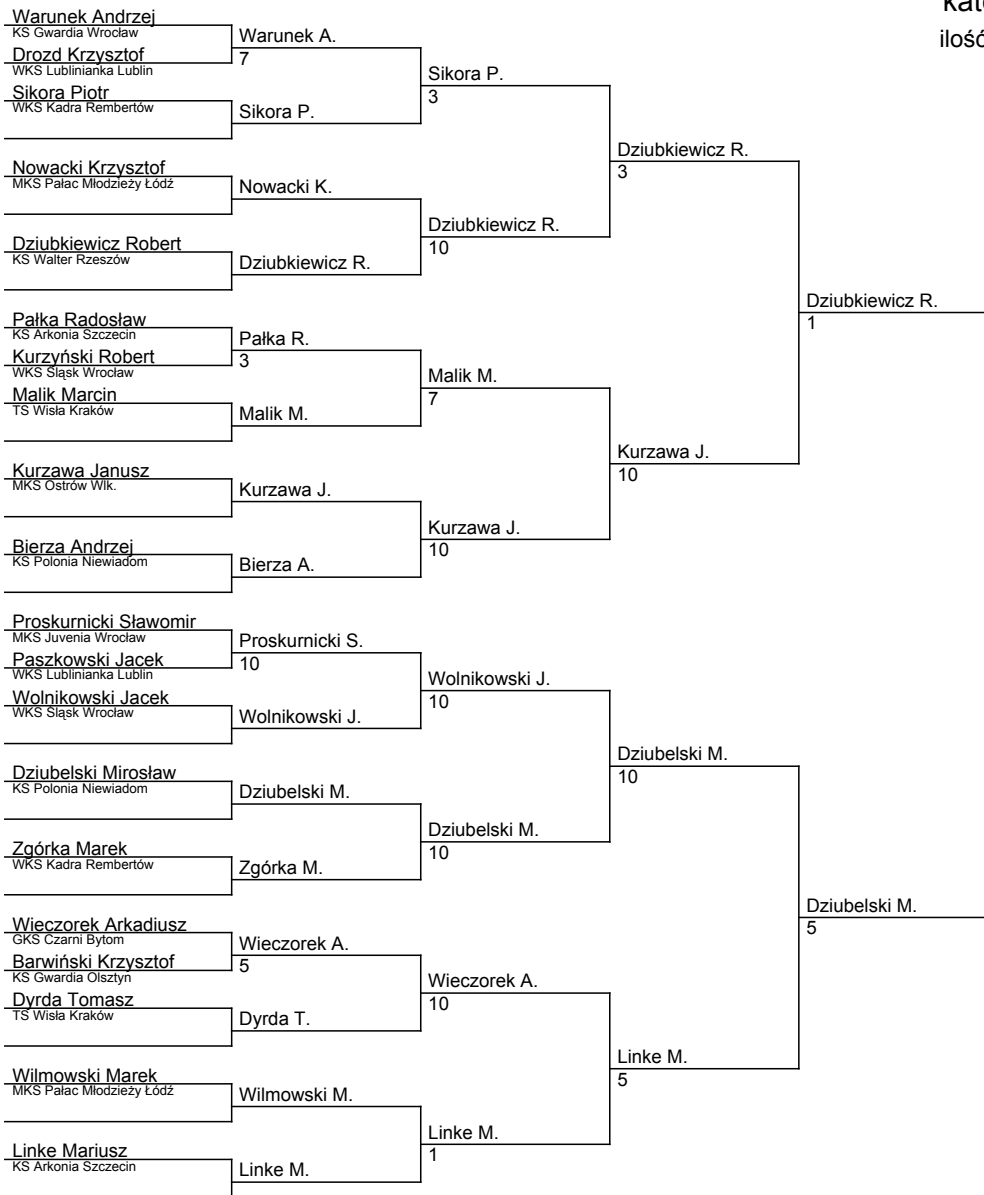 kat
ilość
Warunek Andrzej
KS Gwardia Wrocław
Drozd Krzysztof
WKS Lublinianka Lublin
Sikora Piotr
WKS Kadra Rembertów
Nowacki Krzysztof
MKS Pałac Młodzieży Łódź
Dziubkiewicz Robert
KS Walter Rzeszów
Pałka Radosław
KS Arkonia Szczecin
Kurzyński Robert
WKS Śląsk Wrocław
Malik Marcin
TS Wisła Kraków
Kurzawa Janusz
MKS Ostrów Wlk.
Bierza Andrzej
KS Polonia Niewiadom
Proskurnicki Sławomir
MKS Juvenia Wrocław
Paszkowski Jacek
WKS Lublinianka Lublin
Wolnikowski Jacek
WKS Śląsk Wrocław
Dziubelski Mirosław
KS Polonia Niewiadom
Zgórka Marek
WKS Kadra Rembertów
Wieczorek Arkadiusz
GKS Czarni Bytom
Barwiński Krzysztof
KS Gwardia Olsztyn
Dyrda Tomasz
TS Wisła Kraków
Wilmowski Marek
MKS Pałac Młodzieży Łódź
Linke Mariusz
KS Arkonia Szczecin
Warunek A.
7
Sikora P.
Nowacki K.
Dziubkiewicz R.
Pałka R.
3
Malik M.
Kurzawa J.
Bierza A.
Proskurnicki S.
10
Wolnikowski J.
Dziubelski M.
Zgórka M.
Wieczorek A.
5
Dyrda T.
Wilmowski M.
Linke M.
Sikora P.
3
Dziubkiewicz R.
10
Malik M.
7
Kurzawa J.
10
Wolnikowski J.
10
Dziubelski M.
10
Wieczorek A.
10
Linke M.
1
Dziubkiewicz R.
3
Kurzawa J.
10
Dziubelski M.
10
Linke M.
5
Dziubkiewicz R.
1
Dziubelski M.
5